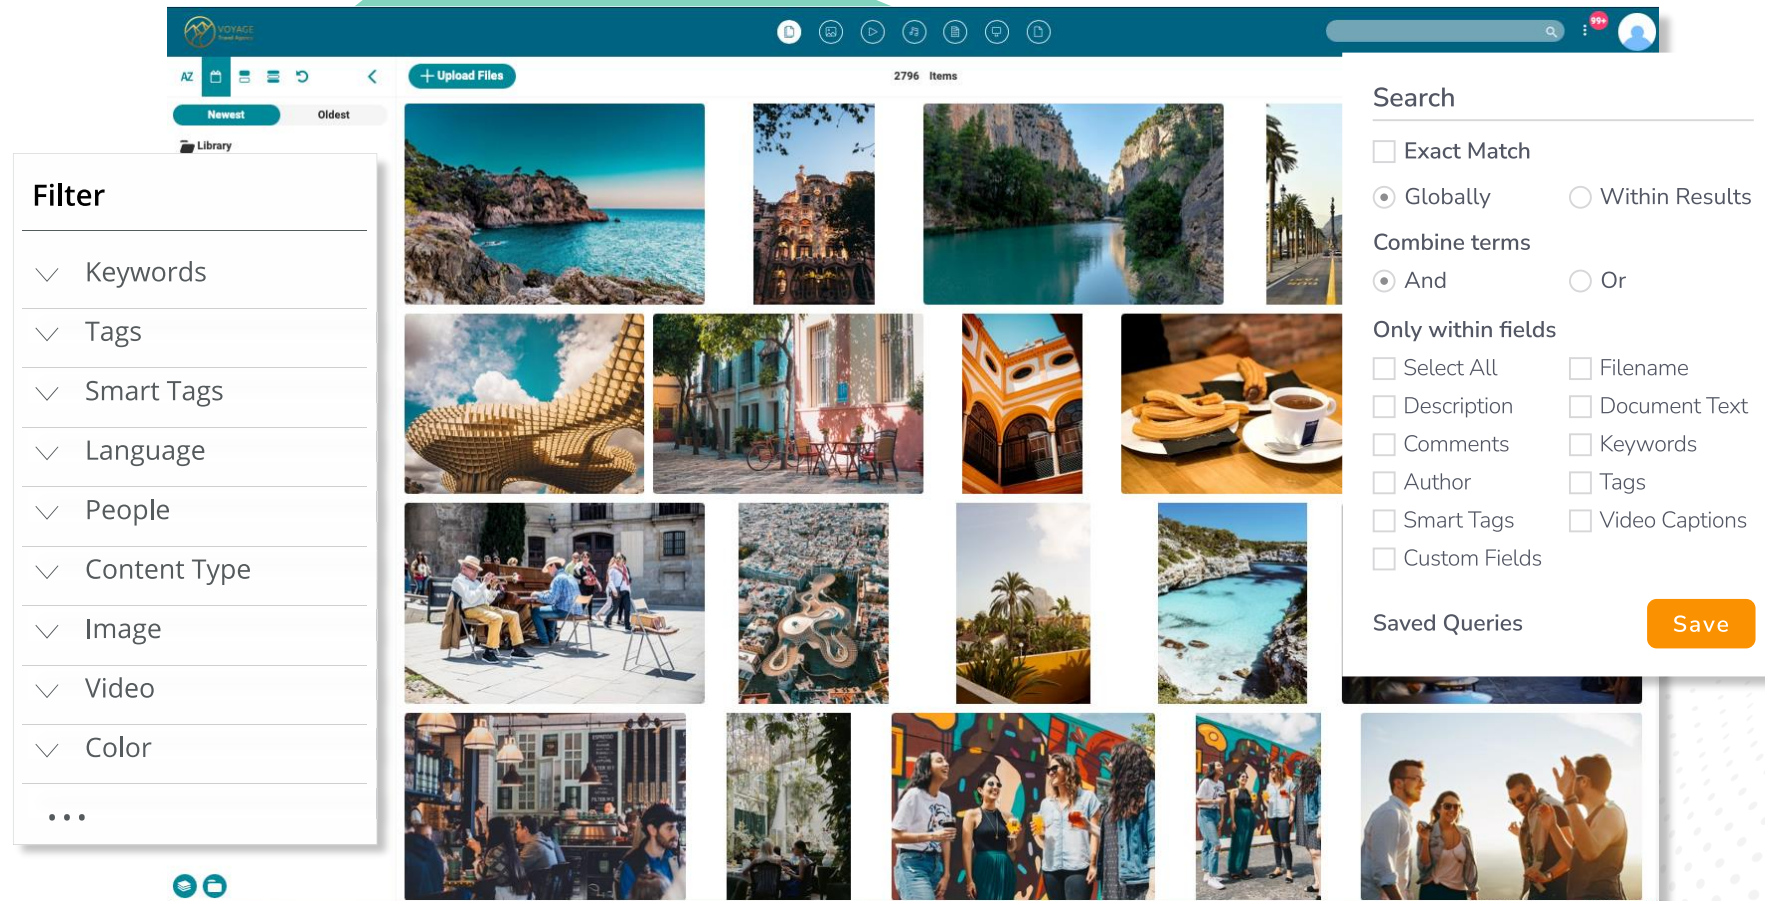 VOYAGE
Travel Agency
99+
AZ
Upload Files
2796 Items
Newest
Oldest
Library
Filter
Keywords
Tags
Smart Tags
Language
People
Content Type
Image
Video
Color
...
Search
Exact Match
Globally Within Results
Combine terms
And Or
Only within fields
Select All Filename
Description Document Text
Comments Keywords
Author Tags
Smart Tags Video Captions
Custom Fields
Saved Queries Save